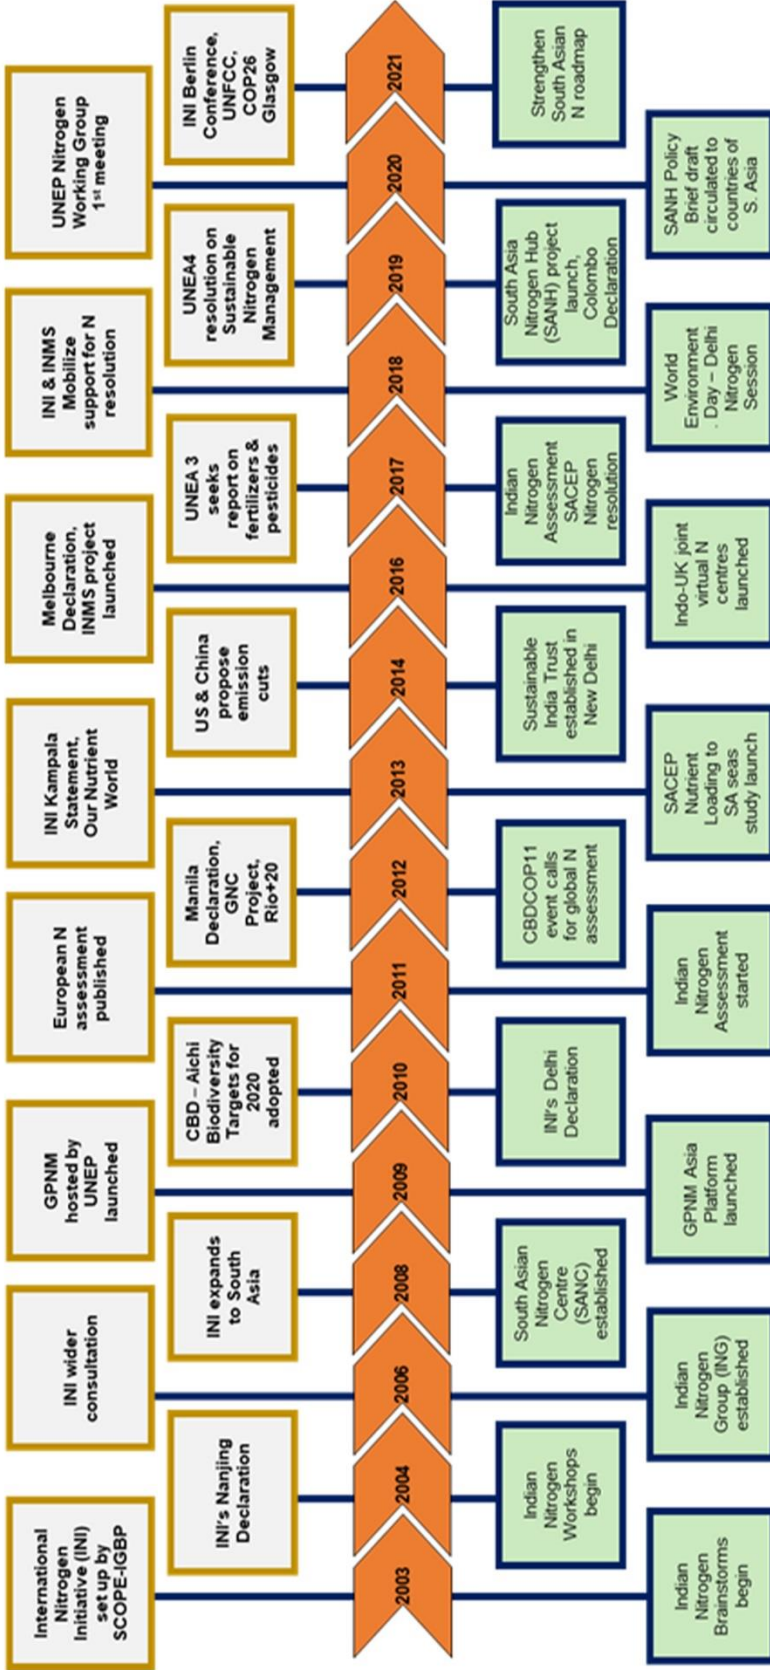 International
Nitrogen
Initiative (INI)
set up by
SCOPE-IGBP
INI's Nanjing
Declaration
INI wider
consultation
INI expands
to South
Asia
GPNM
hosted by
UNEP
launched
CBD – Aichi
Biodiversity
Targets for
2020
adopted
European N
assessment
published
Manila
Declaration,
GNC
Project,
Rio+20
INI Kampala
Statement,
Our Nutrient
World
US & China
propose
emission
cuts
Melbourne
Declaration,
INMS project
launched
UNEA 3
seeks
report on
fertilizers &
pesticides
INI & INMS
Mobilize
support for N
resolution
UNEA4
resolution on
Sustainable
Nitrogen
Management
UNEP Nitrogen
Working Group
1st meeting
INI Berlin
Conference,
UNFCC,
COP26
Glasgow
2003
2004
2006
2008
2009
2010
2011
2012
2013
2014
2016
2017
2018
2019
2020
2021
Indian
Nitrogen
Brainstorms
begin
Indian
Nitrogen
Workshops
begin
Indian
Nitrogen
Group (ING)
established
South Asian
Nitrogen
Centre
(SANC)
established
GPNM Asia
Platform
launched
INI's Delhi
Declaration
Indian
Nitrogen
Assessment
started
CBDCOP11
event calls
for global N
assessment
SACEP
Nutrient
Loading to
SA seas
study launch
Sustainable
India Trust
established in
New Delhi
Indo-UK joint
virtual N
centres
launched
Indian
Nitrogen
Assessment
SACEP
Nitrogen
resolution
World
Environment
. Day – Delhi
Nitrogen
Session
South Asia
Nitrogen Hub
(SANH) project
launch,
Colombo
Declaration
SANH Policy
Brief draft
circulated to
countries of
S. Asia
Strengthen
South Asian
N roadmap